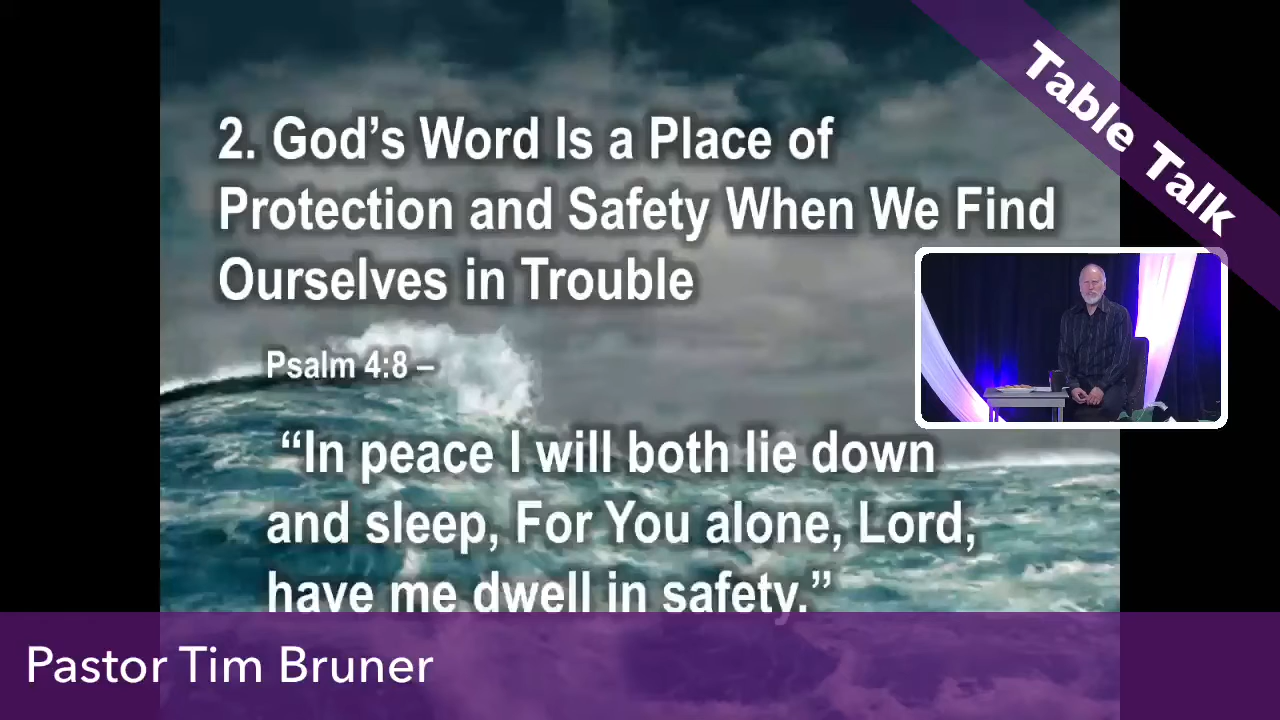 2. God’s Word Is a Place of
Protection and Safety When We Find
Ourselves in Trouble
Psalm 4:8 –
“In peace I will both lie down
and sleep, For You alone, Lord,
have me dwell in safety.”
Table Talk
Pastor Tim Bruner